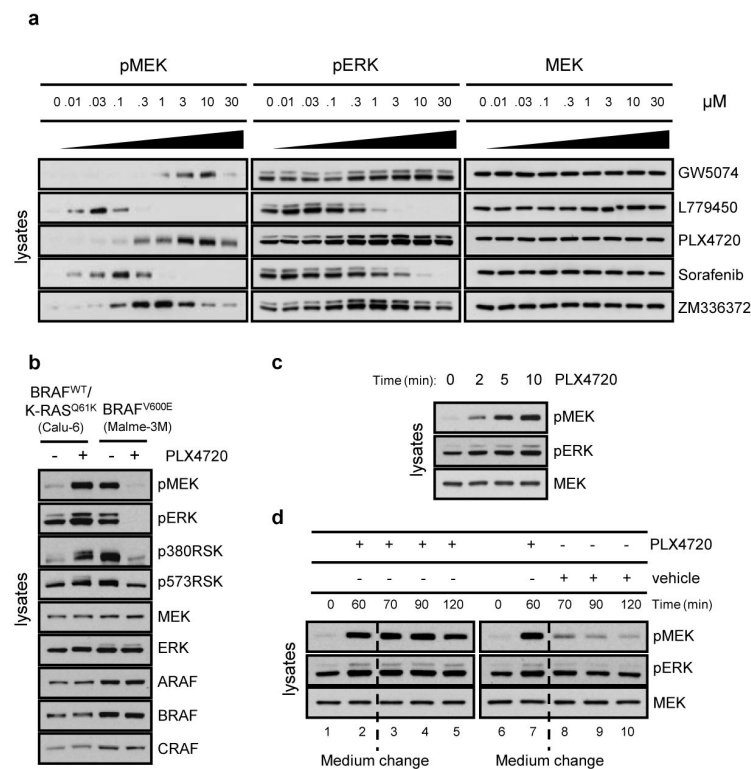 a
pMEK pERK MEK
0 .01 .03 .1 .3 1 3 10 30 0 .01 .03 .1 .3 1 3 10 30 0 .01 .03 .1 .3 1 3 10 30 µM
lysates
GW5074
L779450
PLX4720
Sorafenib
ZM336372
b
BRAFWT/
K-RASQ61K BRAFV600E
(Calu-6) (Malme-3M)
- + - + PLX4720
lysates
pMEK
pERK
p380RSK
p573RSK
MEK
ERK
ARAF
BRAF
CRAF
c
Time (min): 0 2 5 10 PLX4720
lysates
pMEK
pERK
MEK
d
+ + + + + - - - PLX4720
- - - - - + + + vehicle
0 60 70 90 120 0 60 70 90 120 Time (min)
lysates
pMEK
pERK
MEK
1 2 3 4 5 6 7 8 9 10
Medium change Medium change